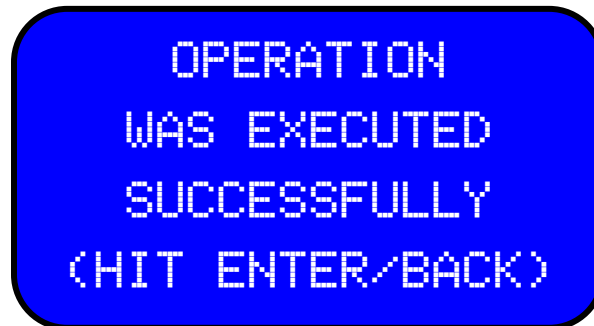 OPERATION
WAS EXECUTED
SUCCESSFULLY
(HIT ENTER/BACK)